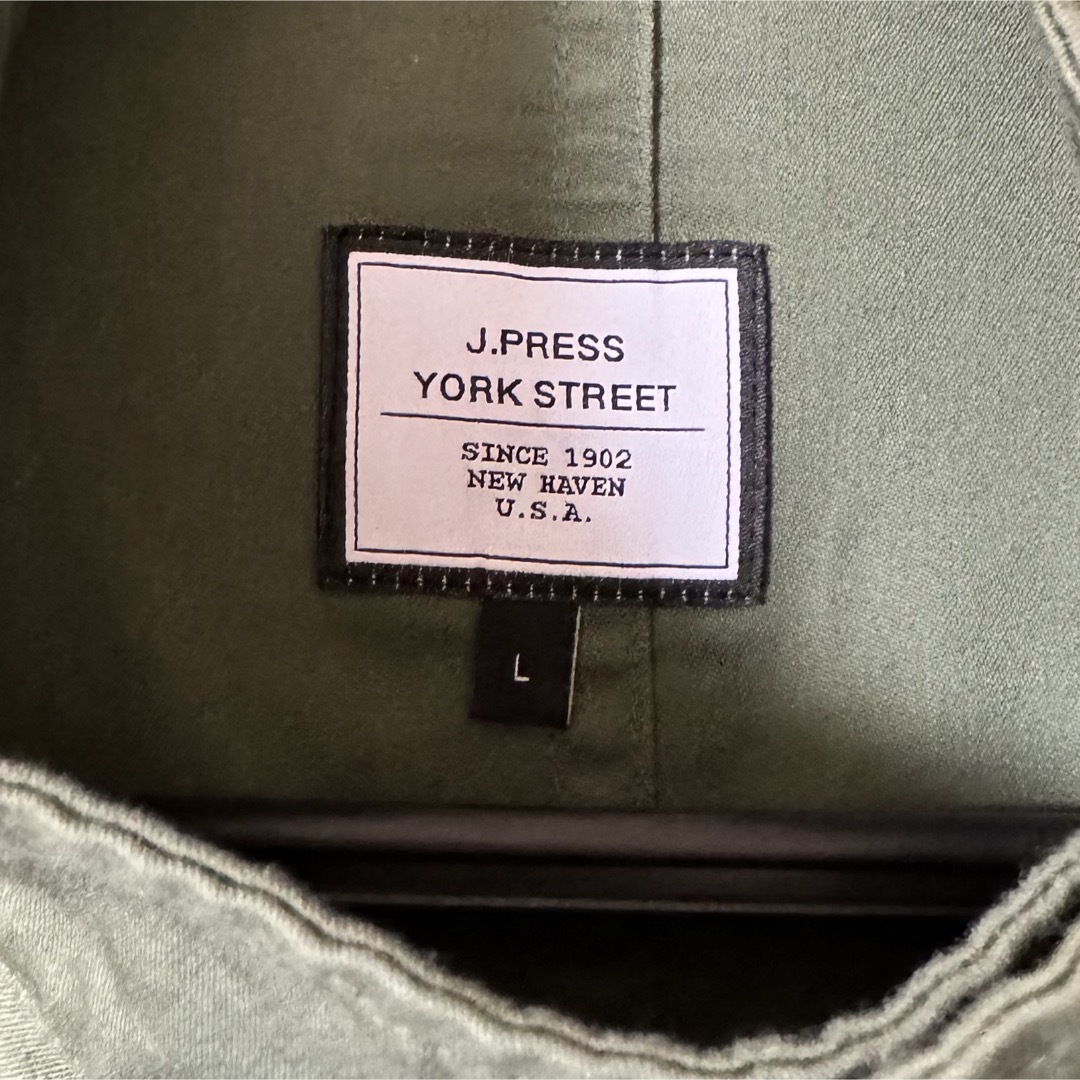 J.PRESS
YORK STREET
SINCE 1902
NEW HAVEN
U.S.A.
L